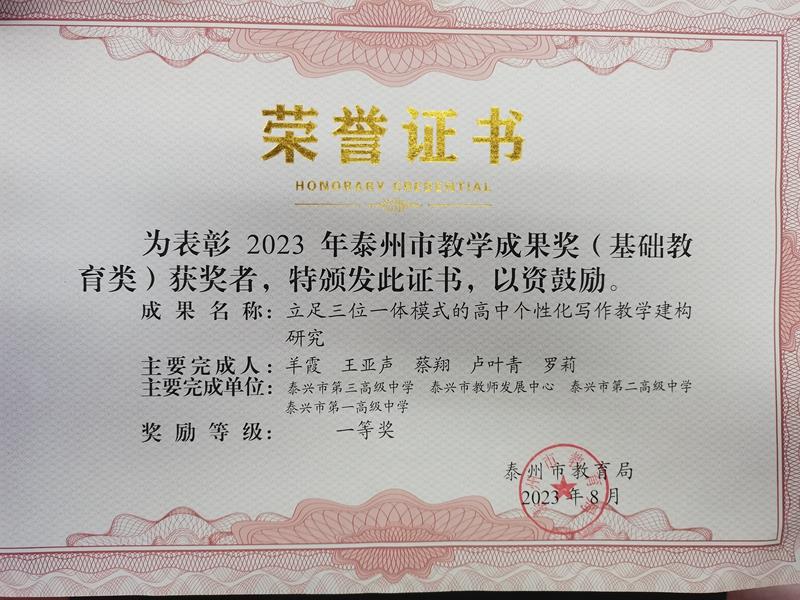 荣誉证书
HONORARY CREDENTIAL
为表彰 2023 年泰州市教学成果奖（基础教
育类）获奖者，特颁发此证书，以资鼓励。
成果名称：立足三位一体模式的高中个性化写作教学建构
研究
主要完成人：羊霞 王亚声 蔡翔 卢叶青 罗莉
主要完成单位：泰兴市第三高级中学 泰兴市教师发展中心 泰兴市第二高级中学
泰兴市第一高级中学
奖励等级：一等奖
泰州市教育局
2023 年 8 月